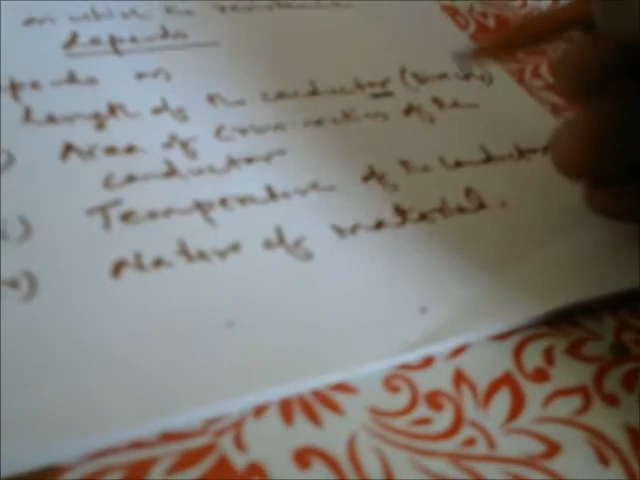 on which the resistance
depends
pends on
Length of the conductor
) Area of cross-section of the
conductor
i) Temperature of the conductor
v) Nature of material.